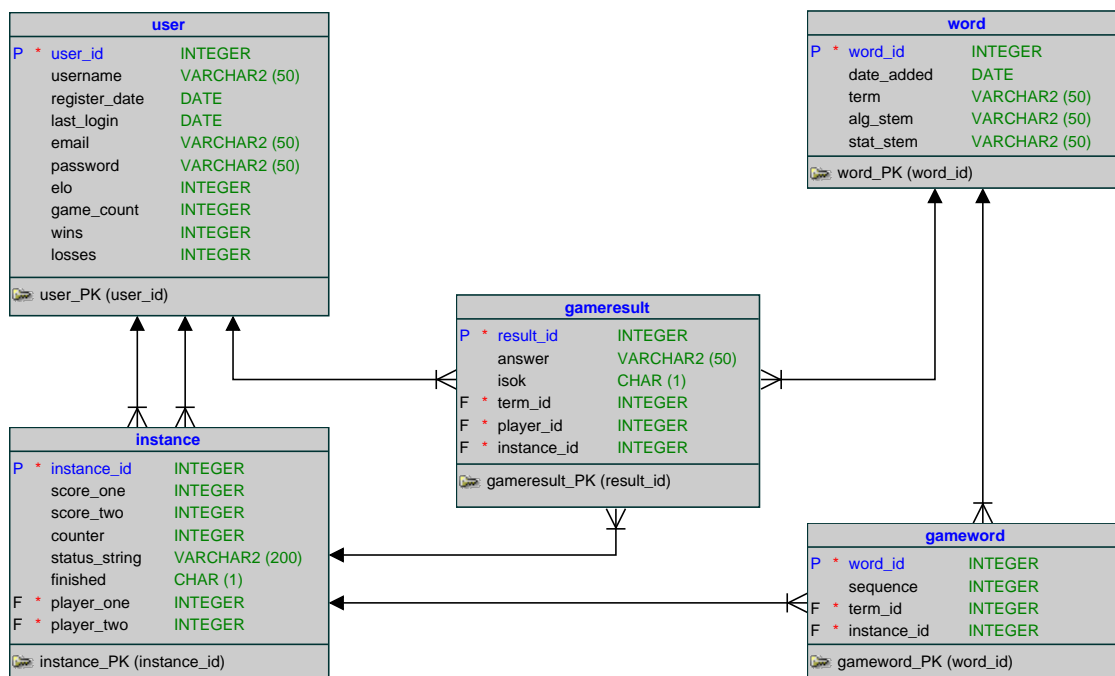 user
P * user_id INTEGER
username VARCHAR2 (50)
register_date DATE
last_login DATE
email VARCHAR2 (50)
password VARCHAR2 (50)
elo INTEGER
game_count INTEGER
wins INTEGER
losses INTEGER
user_PK (user_id)
word
P * word_id INTEGER
date_added DATE
term VARCHAR2 (50)
alg_stem VARCHAR2 (50)
stat_stem VARCHAR2 (50)
word_PK (word_id)
gameresult
P * result_id INTEGER
answer VARCHAR2 (50)
isok CHAR (1)
F * term_id INTEGER
F * player_id INTEGER
F * instance_id INTEGER
gameresult_PK (result_id)
instance
P * instance_id INTEGER
score_one INTEGER
score_two INTEGER
counter INTEGER
status_string VARCHAR2 (200)
finished CHAR (1)
F * player_one INTEGER
F * player_two INTEGER
instance_PK (instance_id)
gameword
P * word_id INTEGER
sequence INTEGER
F * term_id INTEGER
F * instance_id INTEGER
gameword_PK (word_id)